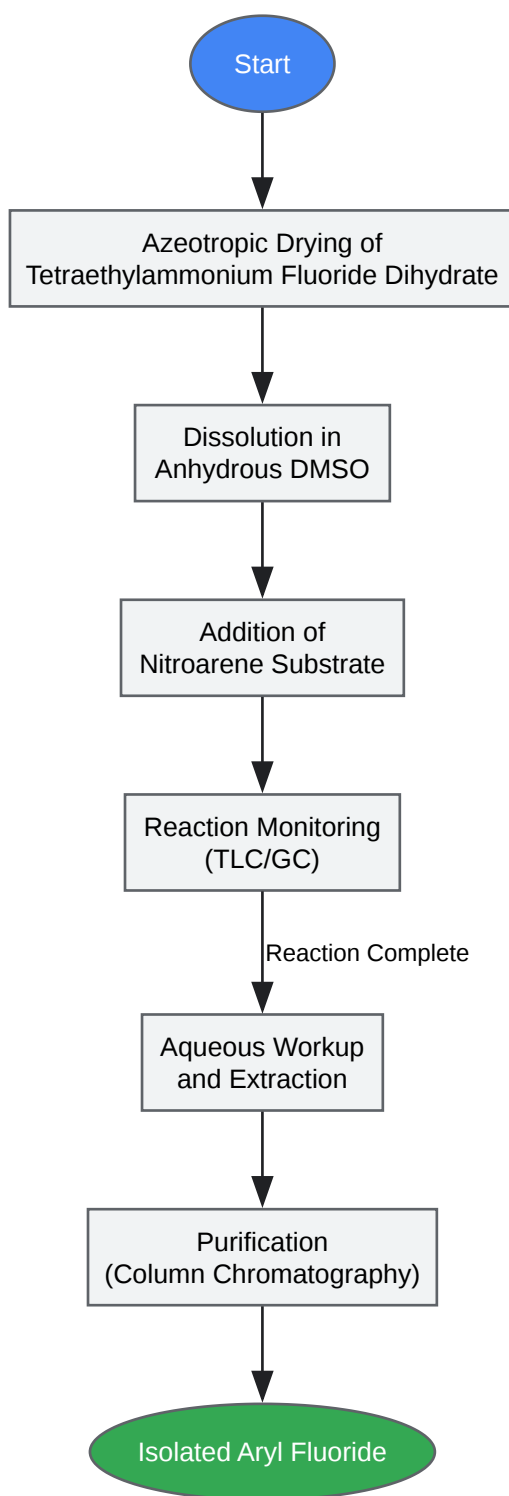 Start
Azeotropic Drying of
Tetraethylammonium Fluoride Dihydrate
Dissolution in
Anhydrous DMSO
Addition of
Nitroarene Substrate
Reaction Monitoring
(TLC/GC)
Reaction Complete
Aqueous Workup
and Extraction
Purification
(Column Chromatography)
Isolated Aryl Fluoride